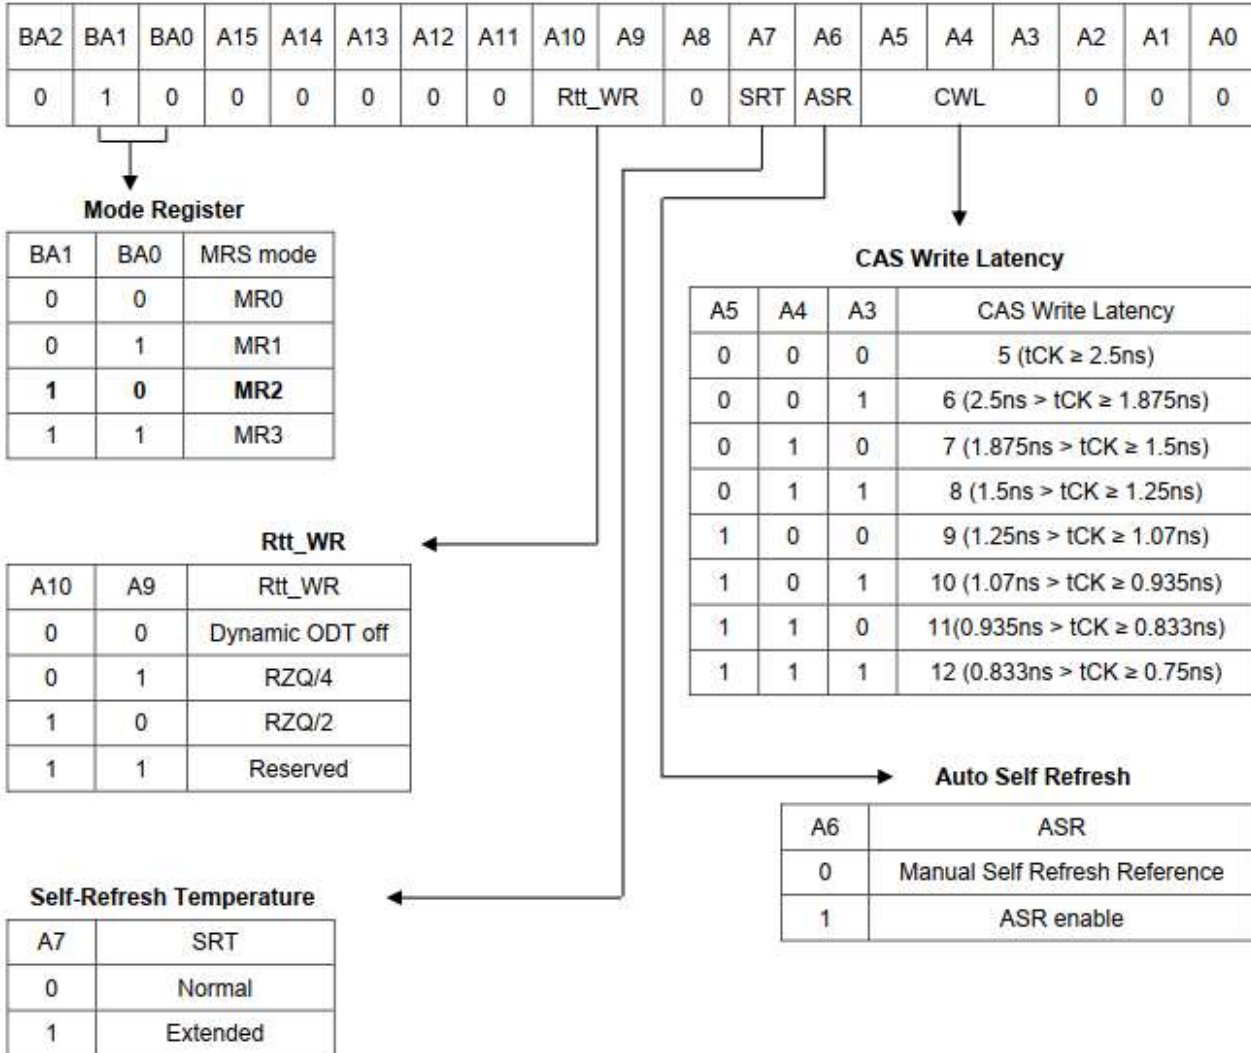 BA2 BA1 BA0 A15 A14 A13 A12 A11 A10 A9 A8 A7 A6 A5 A4 A3 A2 A1 A0
0 1 0 0 0 0 0 0 Rtt_WR 0 SRT ASR CWL 0 0 0
Mode Register
BA1 BA0 MRS mode
0 0 MR0
0 1 MR1
1 0 MR2
1 1 MR3
CAS Write Latency
A5 A4 A3 CAS Write Latency
0 0 0 5 (tCK ≥ 2.5ns)
0 0 1 6 (2.5ns > tCK ≥ 1.875ns)
0 1 0 7 (1.875ns > tCK ≥ 1.5ns)
0 1 1 8 (1.5ns > tCK ≥ 1.25ns)
1 0 0 9 (1.25ns > tCK ≥ 1.07ns)
1 0 1 10 (1.07ns > tCK ≥ 0.935ns)
1 1 0 11(0.935ns > tCK ≥ 0.833ns)
1 1 1 12 (0.833ns > tCK ≥ 0.75ns)
Rtt_WR
A10 A9 Rtt_WR
0 0 Dynamic ODT off
0 1 RZQ/4
1 0 RZQ/2
1 1 Reserved
Auto Self Refresh
A6 ASR
0 Manual Self Refresh Reference
1 ASR enable
Self-Refresh Temperature
A7 SRT
0 Normal
1 Extended